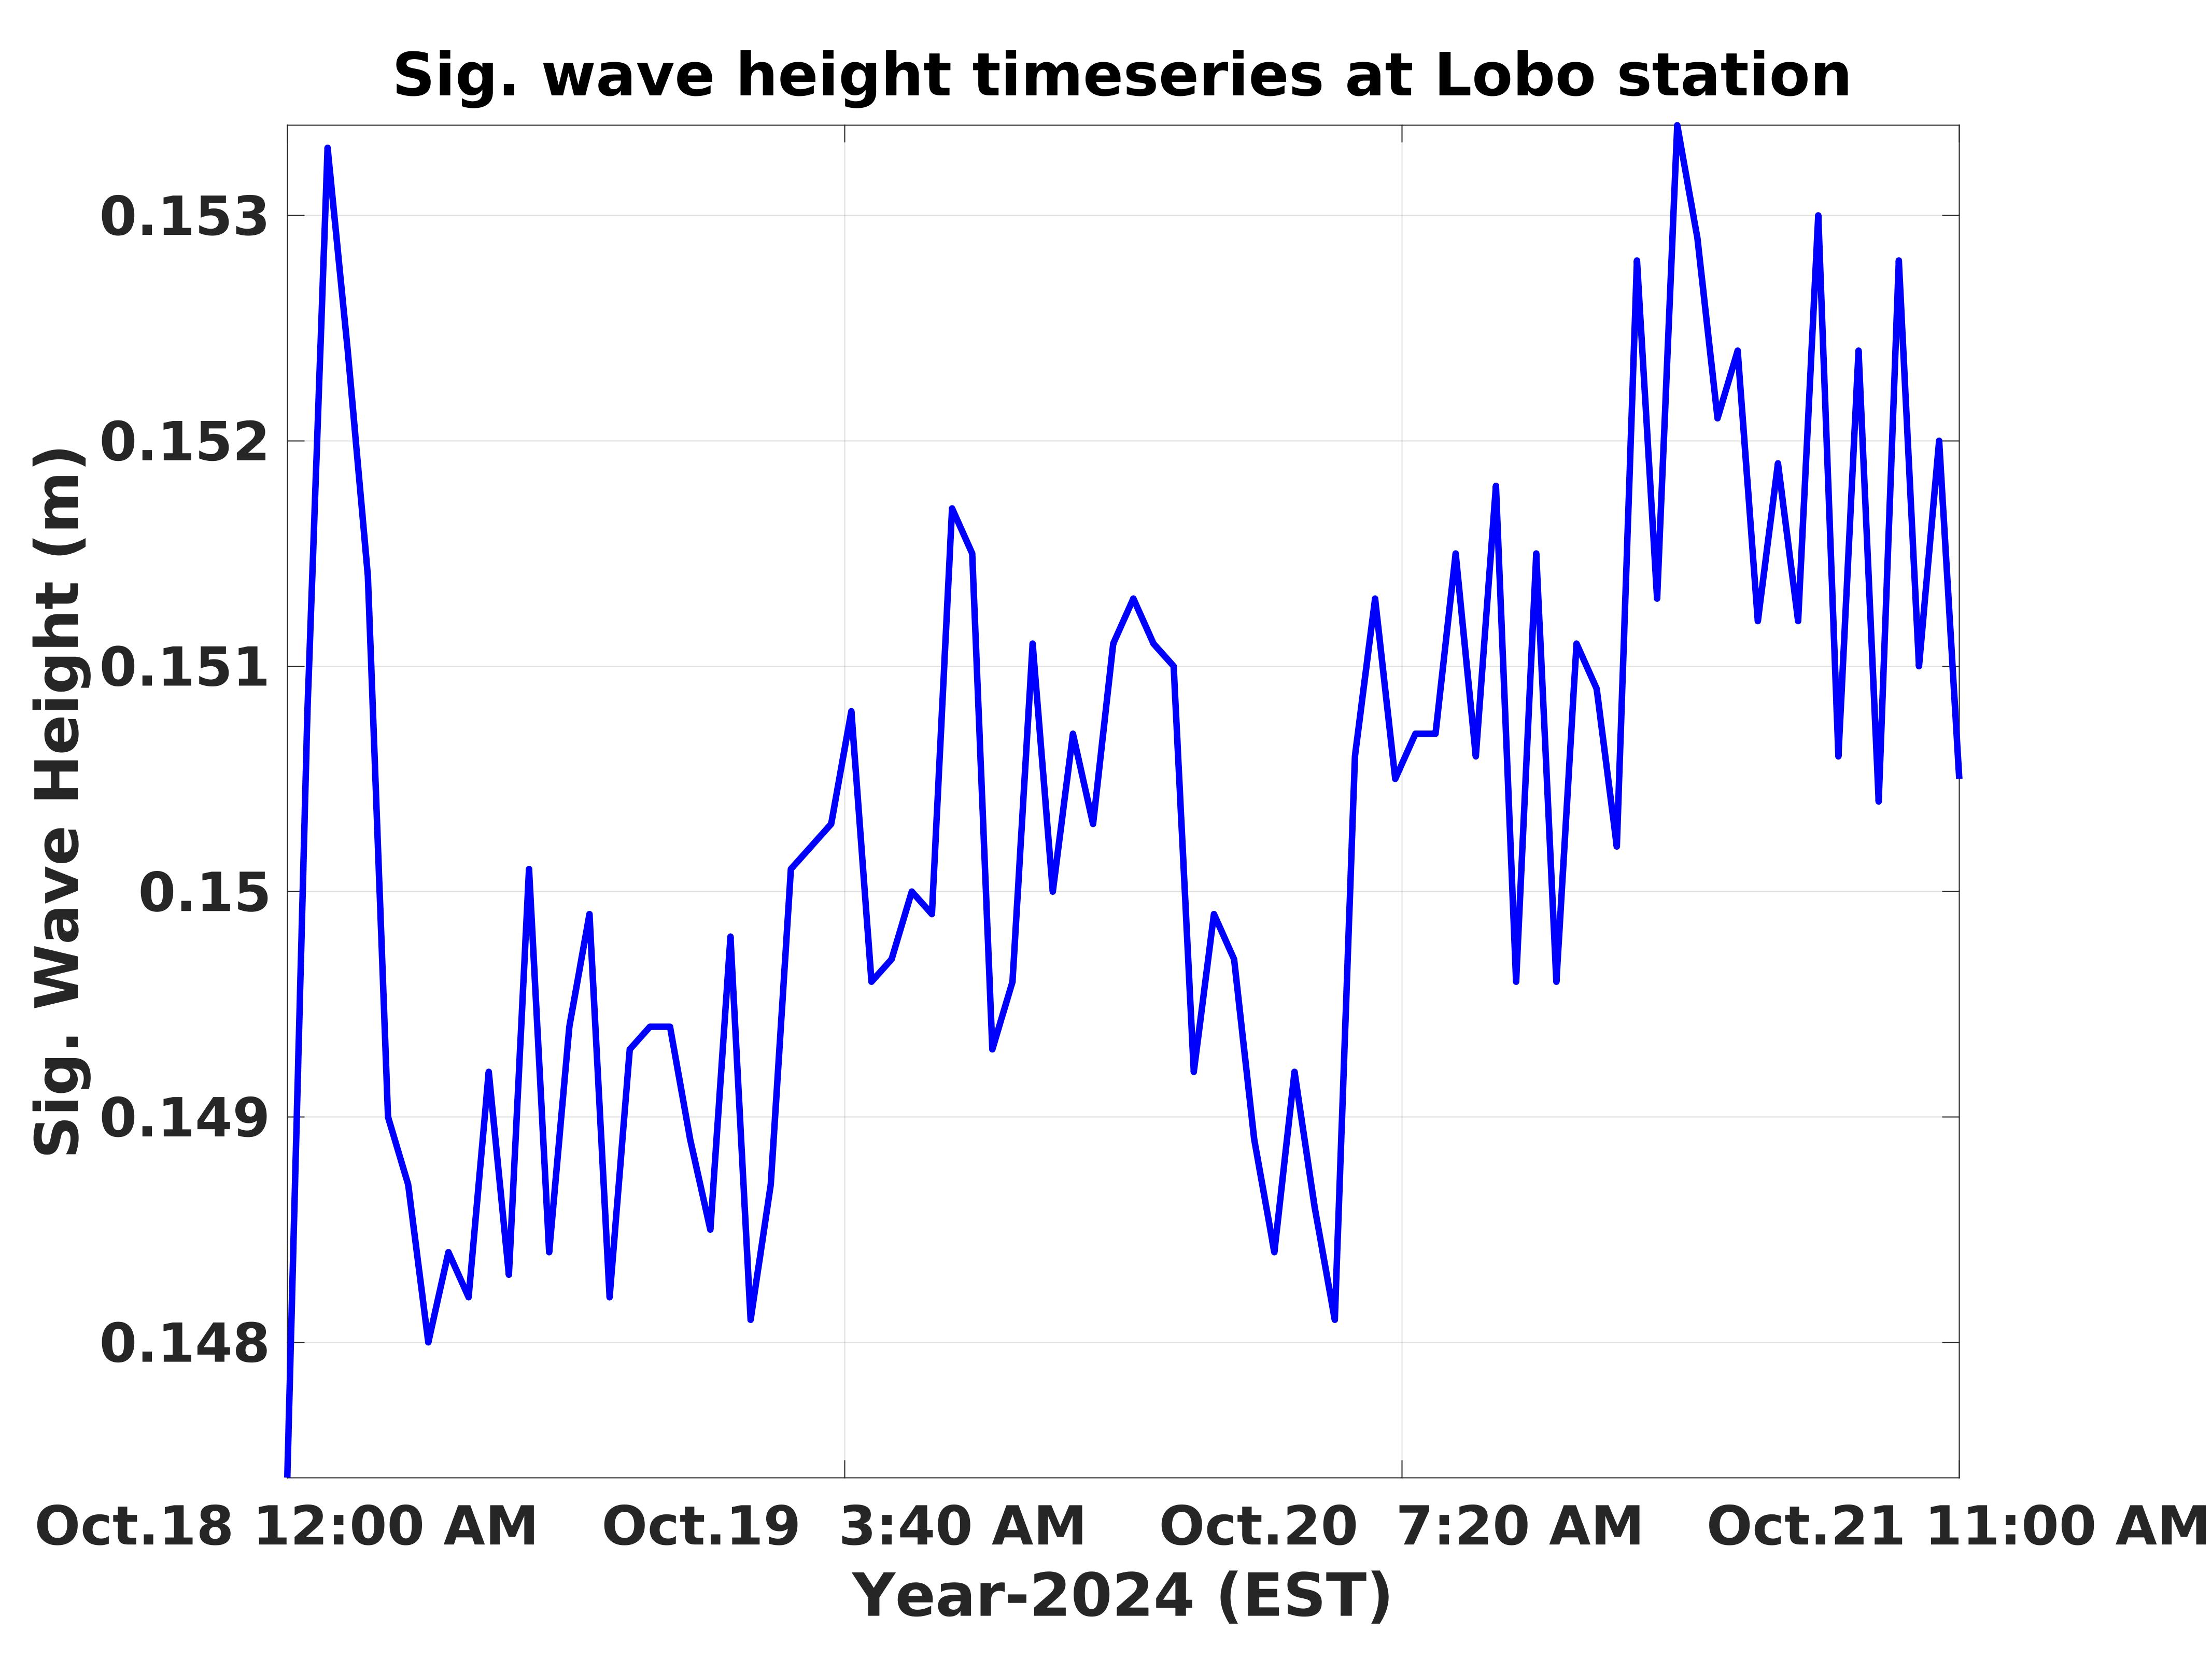 Sig. wave height timeseries at Lobo station
Sig. Wave Height (m)
0.153
0.152
0.151
0.15
0.149
0.148
Oct.18 12:00 AM Oct.19 3:40 AM Oct.20 7:20 AM Oct.21 11:00 AM
Year-2024 (EST)